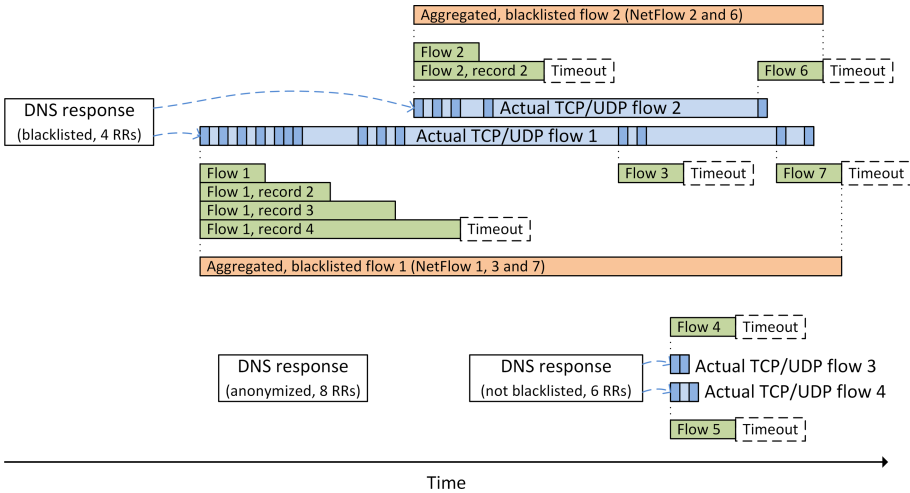 Aggregated, blacklisted flow 2 (NetFlow 2 and 6)
Flow 2
Flow 2, record 2
Timeout
Flow 6
Timeout
DNS response
(blacklisted, 4 RRs)
Actual TCP/UDP flow 2
Actual TCP/UDP flow 1
Flow 1
Flow 1, record 2
Flow 1, record 3
Flow 1, record 4
Timeout
Flow 3
Timeout
Flow 7
Timeout
Aggregated, blacklisted flow 1 (NetFlow 1, 3 and 7)
Flow 4
Timeout
DNS response
(anonymized, 8 RRs)
DNS response
(not blacklisted, 6 RRs)
Actual TCP/UDP flow 3
Actual TCP/UDP flow 4
Flow 5
Timeout
Time